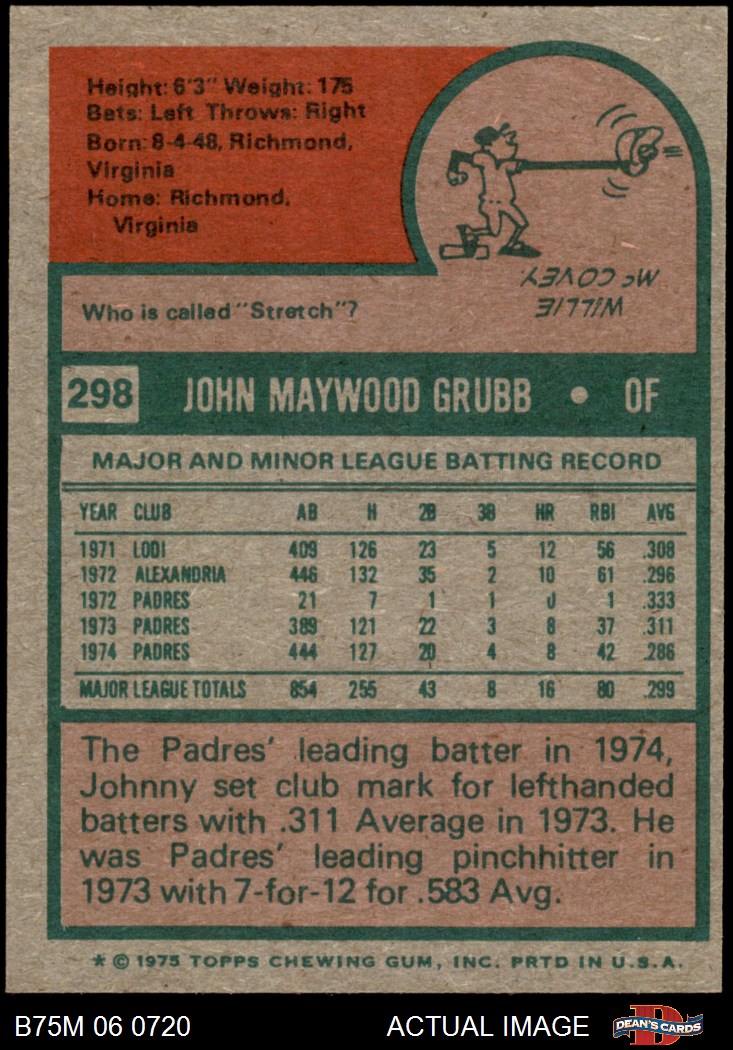 Height: 6'3" Weight: 175
Bats: Left Throws: Right
Born: 8-4-48, Richmond,
Virginia
Home: Richmond,
Virginia
Who is called "Stretch"?
WILLIE
McCOVEY
298 JOHN MAYWOOD GRUBB • OF
MAJOR AND MINOR LEAGUE BATTING RECORD
YEAR CLUB AB H 2B 3B HR RBI AVG
1971 LODI 409 126 23 5 12 56 .308
1972 ALEXANDRIA 446 132 35 2 10 61 .296
1972 PADRES 21 7 1 1 0 1 .333
1973 PADRES 389 121 22 3 8 37 .311
1974 PADRES 444 127 20 4 8 42 .286
MAJOR LEAGUE TOTALS 854 255 43 8 16 80 .299
The Padres' leading batter in 1974,
Johnny set club mark for lefthanded
batters with .311 Average in 1973. He
was Padres' leading pinchhitter in
1973 with 7-for-12 for .583 Avg.
* © 1975 TOPPS CHEWING GUM, INC. PRTD IN U.S.A.
B75M 06 0720 ACTUAL IMAGE D DEAN'S CARDS